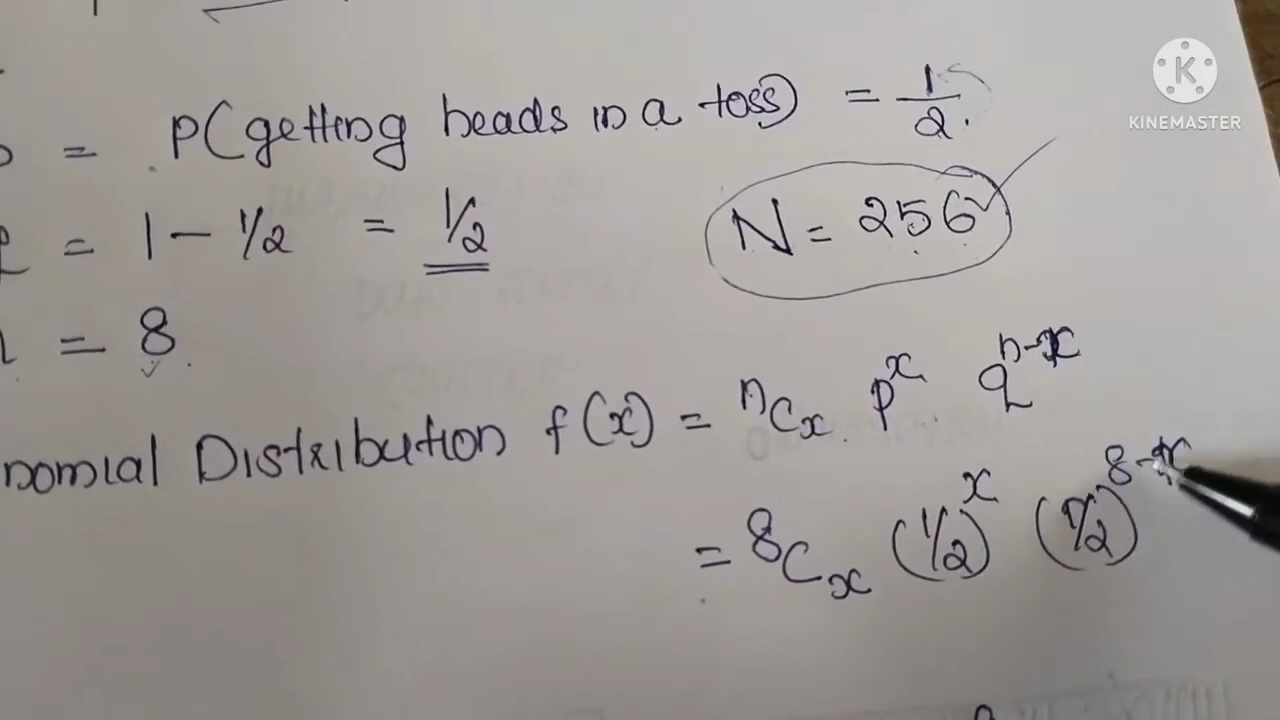 = P(getting heads in a toss) = 1/2.
= 1 - 1/2 = 1/2
N = 256
= 8
nomial Distribution f(x) = ⁿCₓ pˣ qⁿ⁻ˣ
= ⁸Cₓ (1/2)ˣ (1/2)⁸⁻ˣ
KINEMASTER